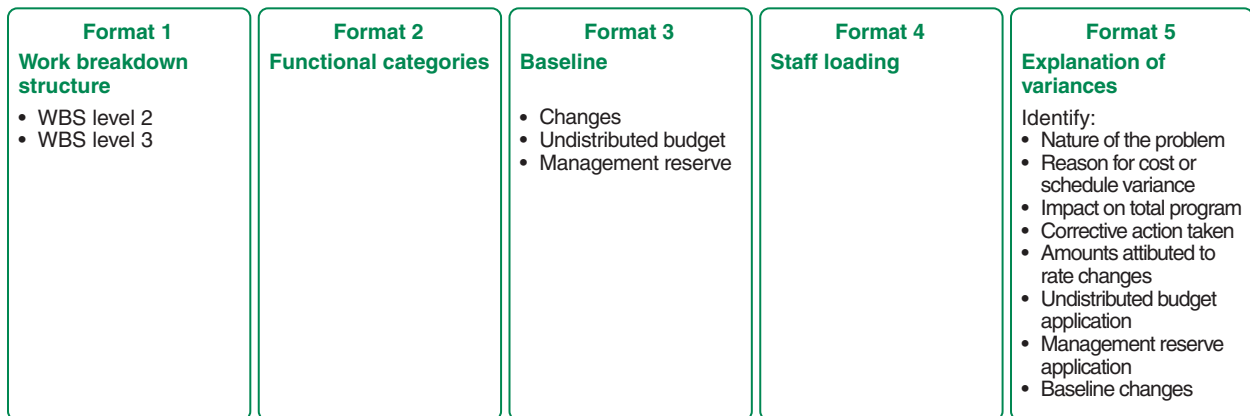 Format 1
Work breakdown
structure
• WBS level 2
• WBS level 3
Format 2
Functional categories
Format 3
Baseline
• Changes
• Undistributed budget
• Management reserve
Format 4
Staff loading
Format 5
Explanation of
variances
Identify:
• Nature of the problem
• Reason for cost or
schedule variance
• Impact on total program
• Corrective action taken
• Amounts attibuted to
rate changes
• Undistributed budget
application
• Management reserve
application
• Baseline changes